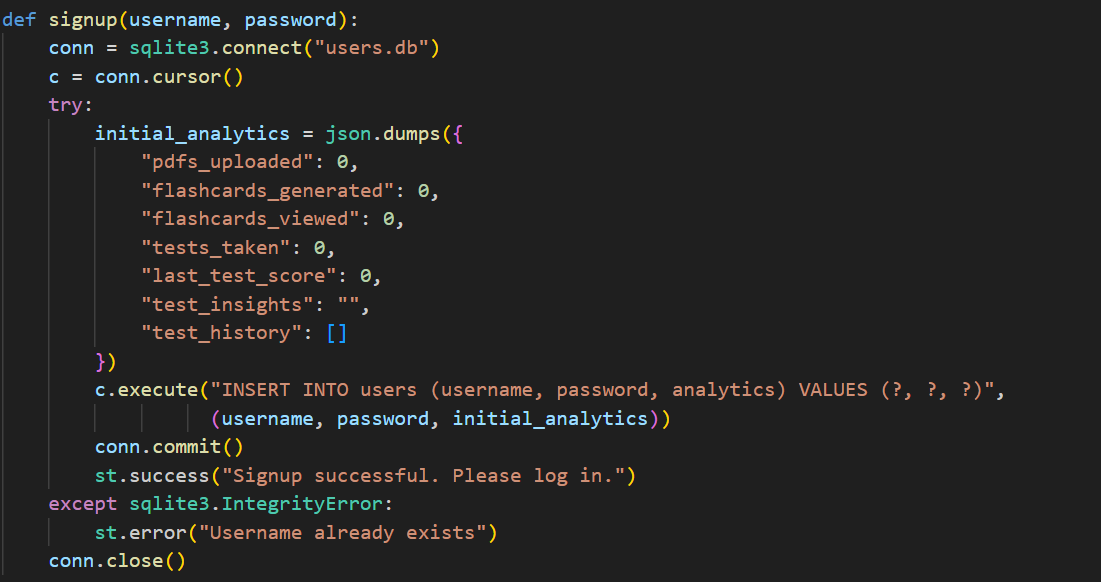 def signup(username, password):
    conn = sqlite3.connect("users.db")
    c = conn.cursor()
    try:
        initial_analytics = json.dumps({
            "pdfs_uploaded": 0,
            "flashcards_generated": 0,
            "flashcards_viewed": 0,
            "tests_taken": 0,
            "last_test_score": 0,
            "test_insights": "",
            "test_history": []
        })
        c.execute("INSERT INTO users (username, password, analytics) VALUES (?, ?, ?)",
                  (username, password, initial_analytics))
        conn.commit()
        st.success("Signup successful. Please log in.")
    except sqlite3.IntegrityError:
        st.error("Username already exists")
    conn.close()